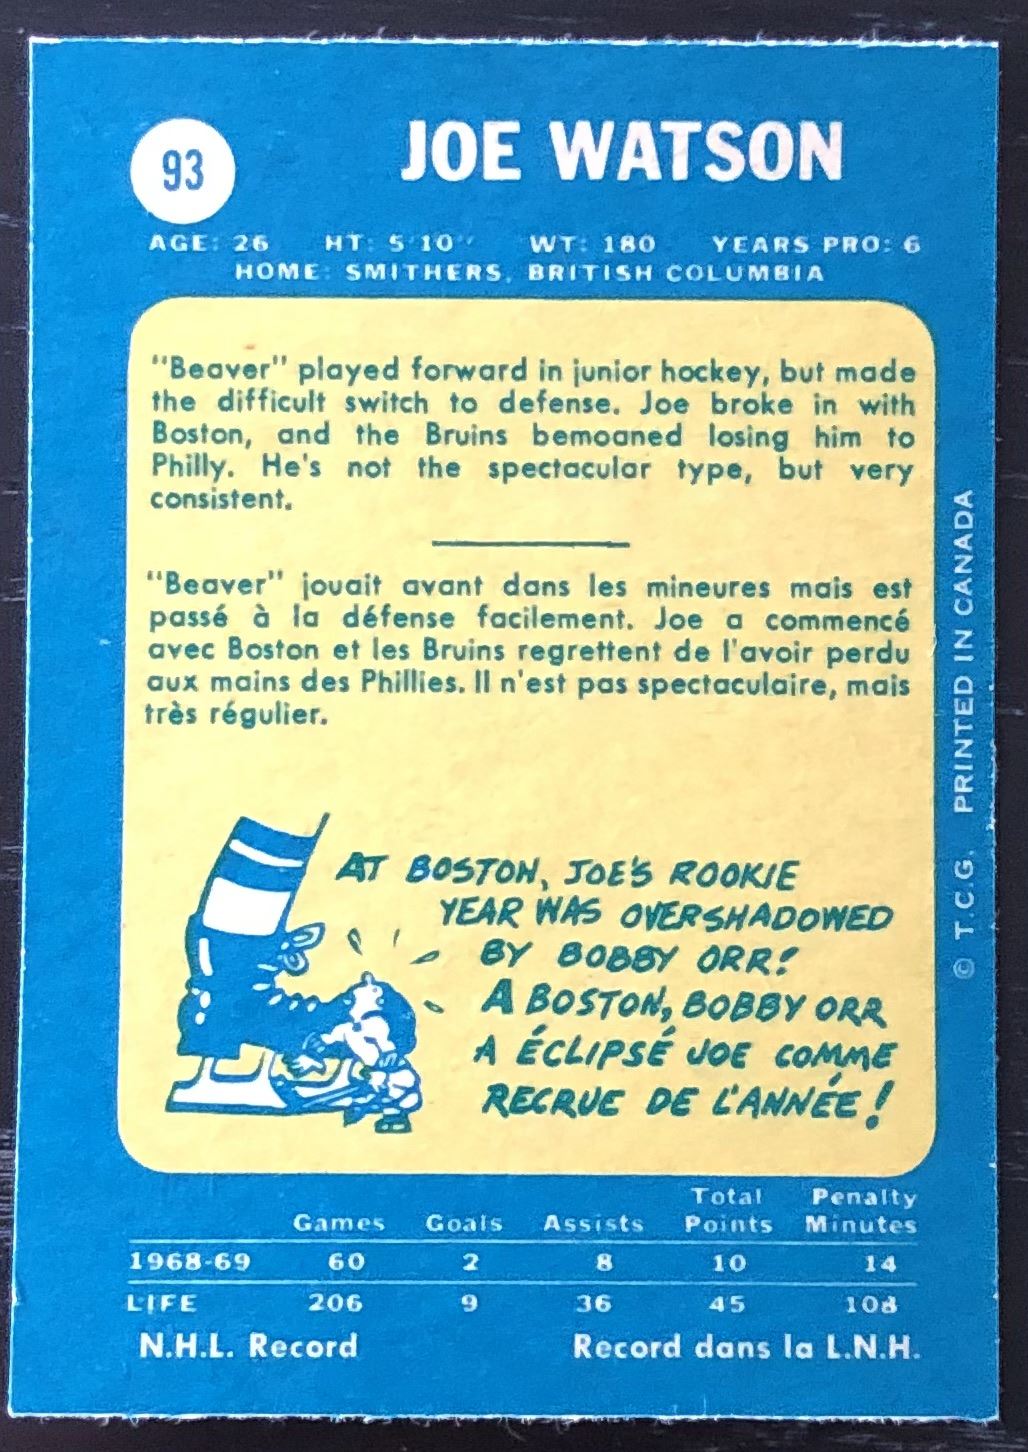 93
JOE WATSON
AGE: 26 HT: 5'10" WT: 180 YEARS PRO: 6
HOME: SMITHERS, BRITISH COLUMBIA
"Beaver" played forward in junior hockey, but made
the difficult switch to defense. Joe broke in with
Boston, and the Bruins bemoaned losing him to
Philly. He's not the spectacular type, but very
consistent.
"Beaver" jouait avant dans les mineures mais est
passé à la défense facilement. Joe a commencé
avec Boston et les Bruins regrettent de l'avoir perdu
aux mains des Phillies. Il n'est pas spectaculaire, mais
très régulier.
AT BOSTON, JOE'S ROOKIE
YEAR WAS OVERSHADOWED
BY BOBBY ORR!
A BOSTON, BOBBY ORR
A ÉCLIPSÉ JOE COMME
RECRUE DE L'ANNÉE!
© T.C.G. PRINTED IN CANADA
Games Goals Assists Total Points Penalty Minutes
1968-69 60 2 8 10 14
LIFE 206 9 36 45
N.H.L. Record Record dans la L.N.H.